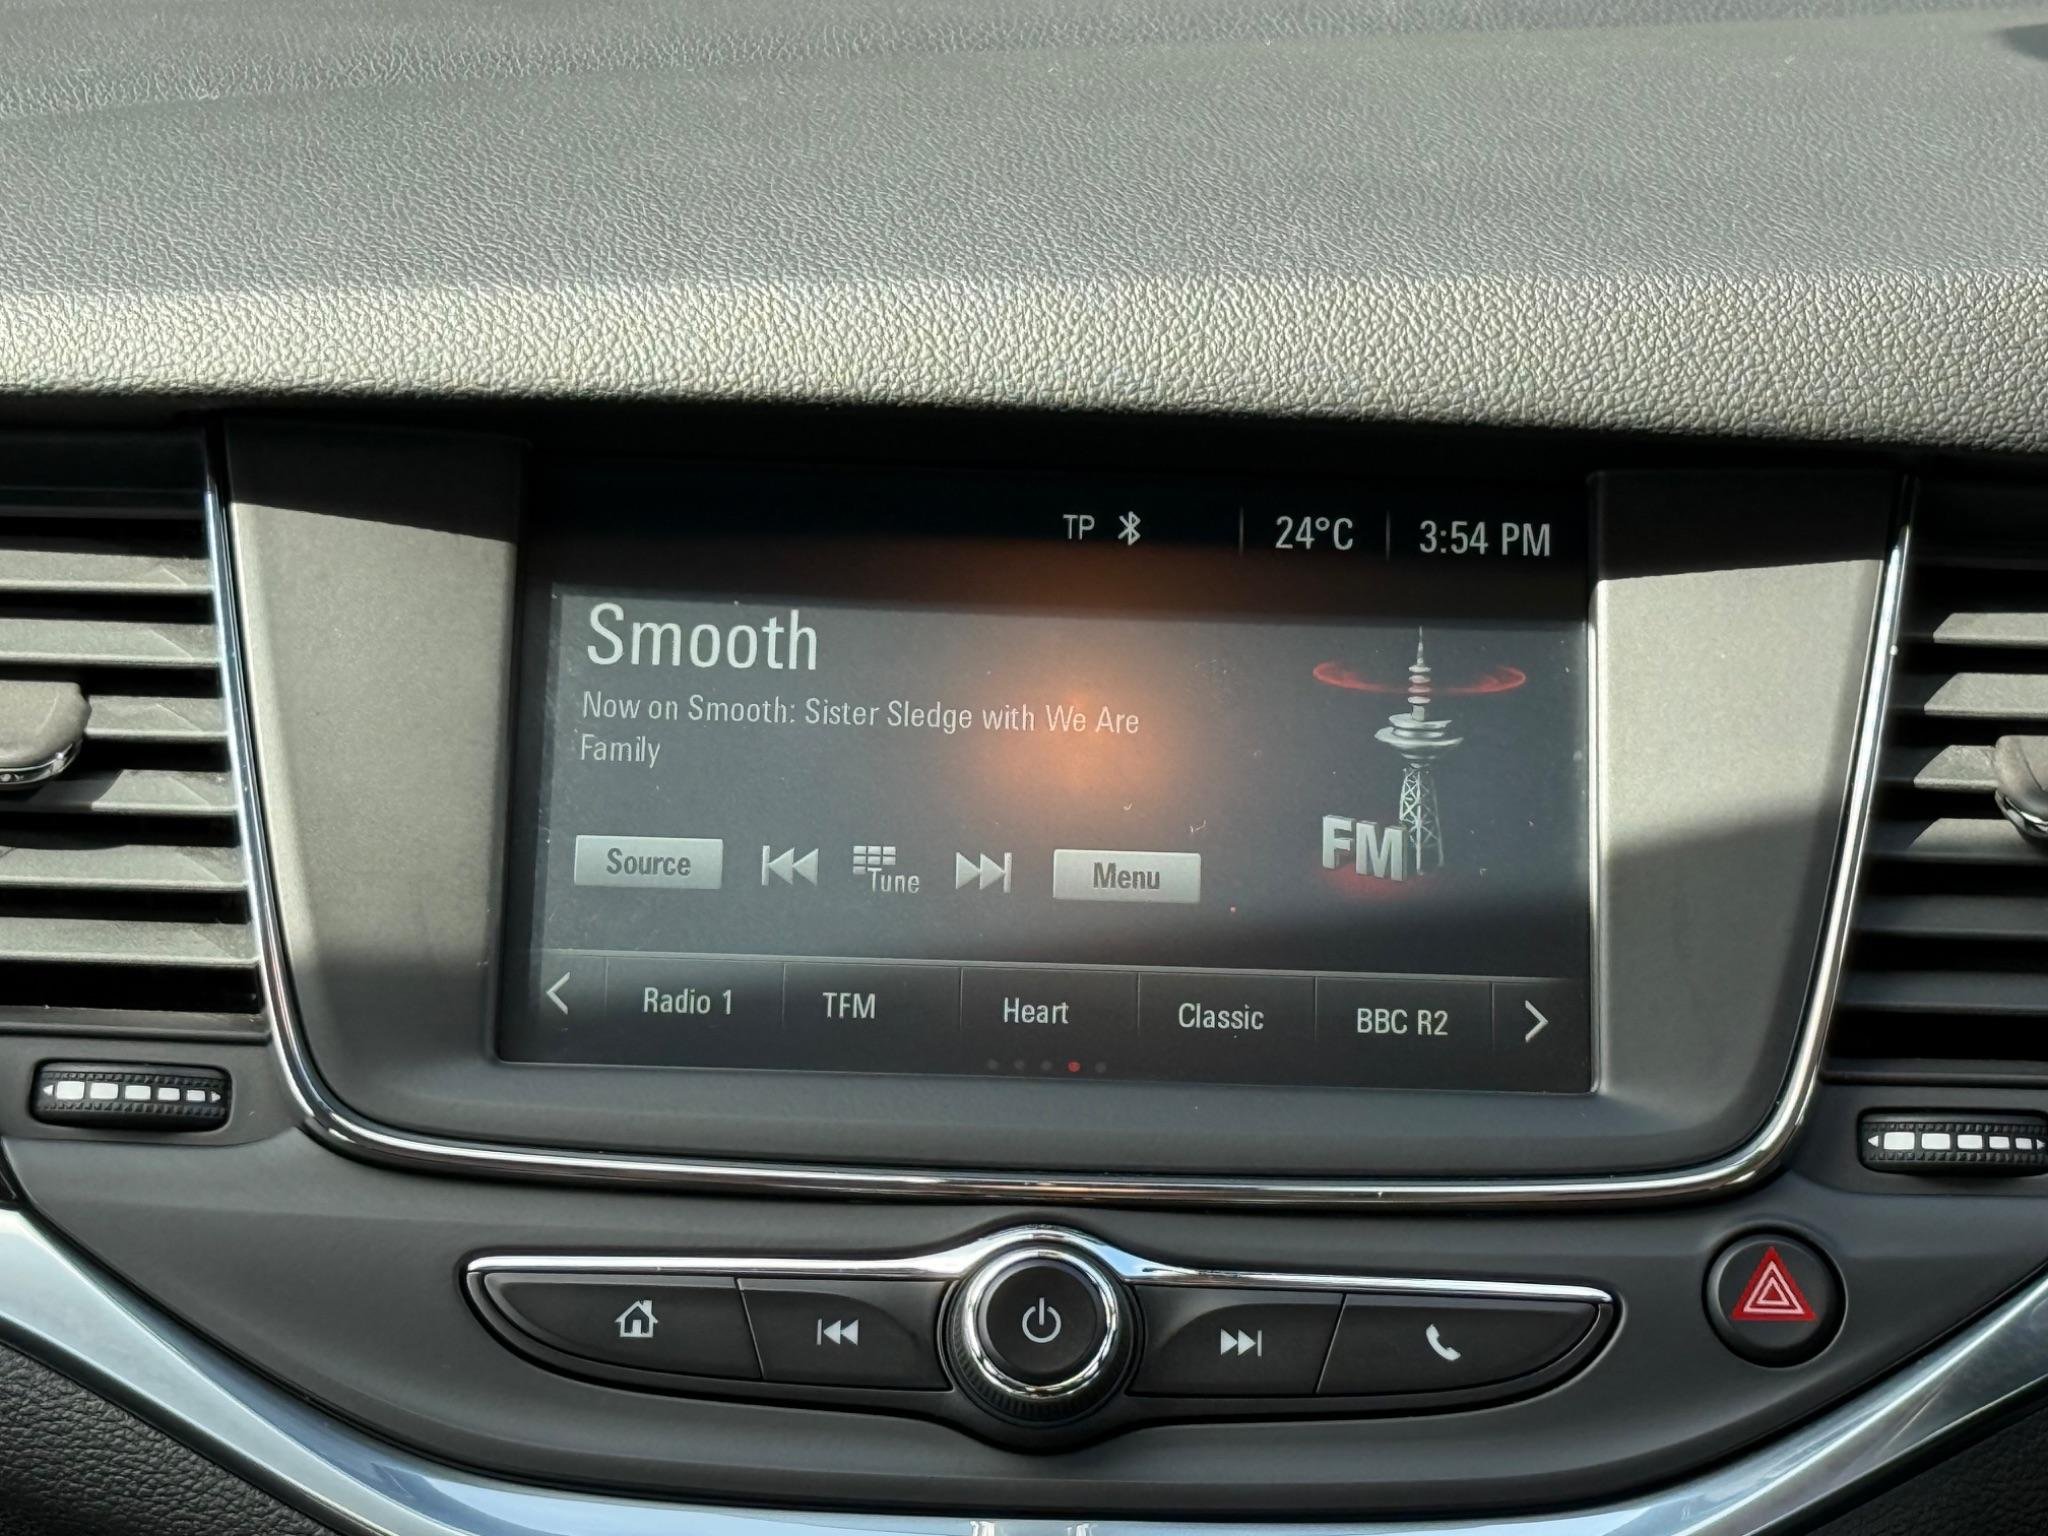 TP 24°C 3:54 PM
Smooth
Now on Smooth: Sister Sledge with We Are
Family
FM
Source Tune Menu
Radio 1 TFM Heart Classic BBC R2